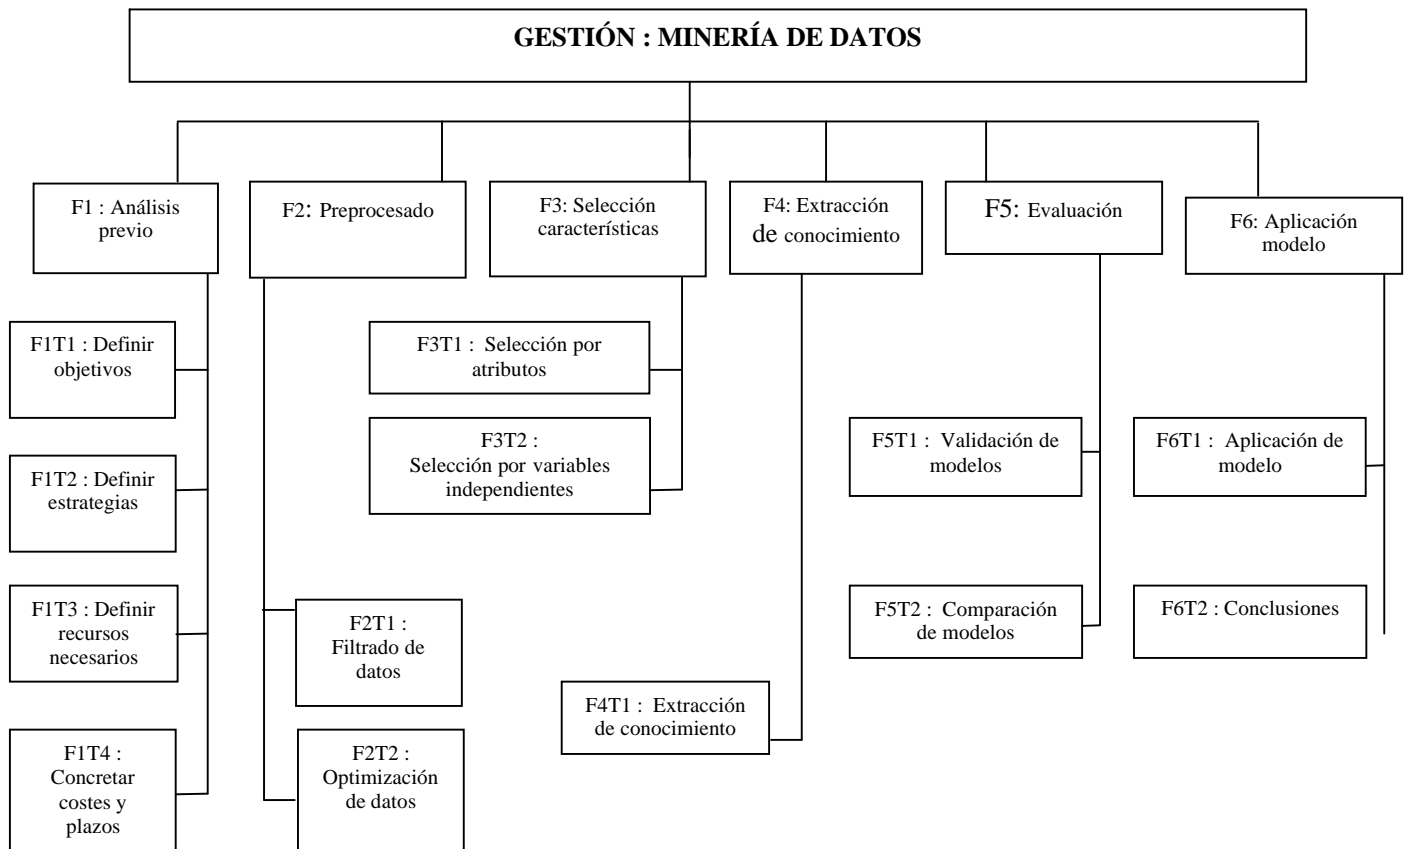 GESTIÓN : MINERÍA DE DATOS
F1 : Análisis
previo
F2: Preprocesado
F3: Selección
características
F4: Extracción
de conocimiento
F5: Evaluación
F6: Aplicación
modelo
F1T1 : Definir
objetivos
F1T2 : Definir
estrategias
F1T3 : Definir
recursos
necesarios
F1T4 :
Concretar
costes y
plazos
F2T1 :
Filtrado de
datos
F2T2 :
Optimización
de datos
F3T1 : Selección por
atributos
F3T2 :
Selección por variables
independientes
F4T1 : Extracción
de conocimiento
F5T1 : Validación de
modelos
F5T2 : Comparación
de modelos
F6T1 : Aplicación de
modelo
F6T2 : Conclusiones